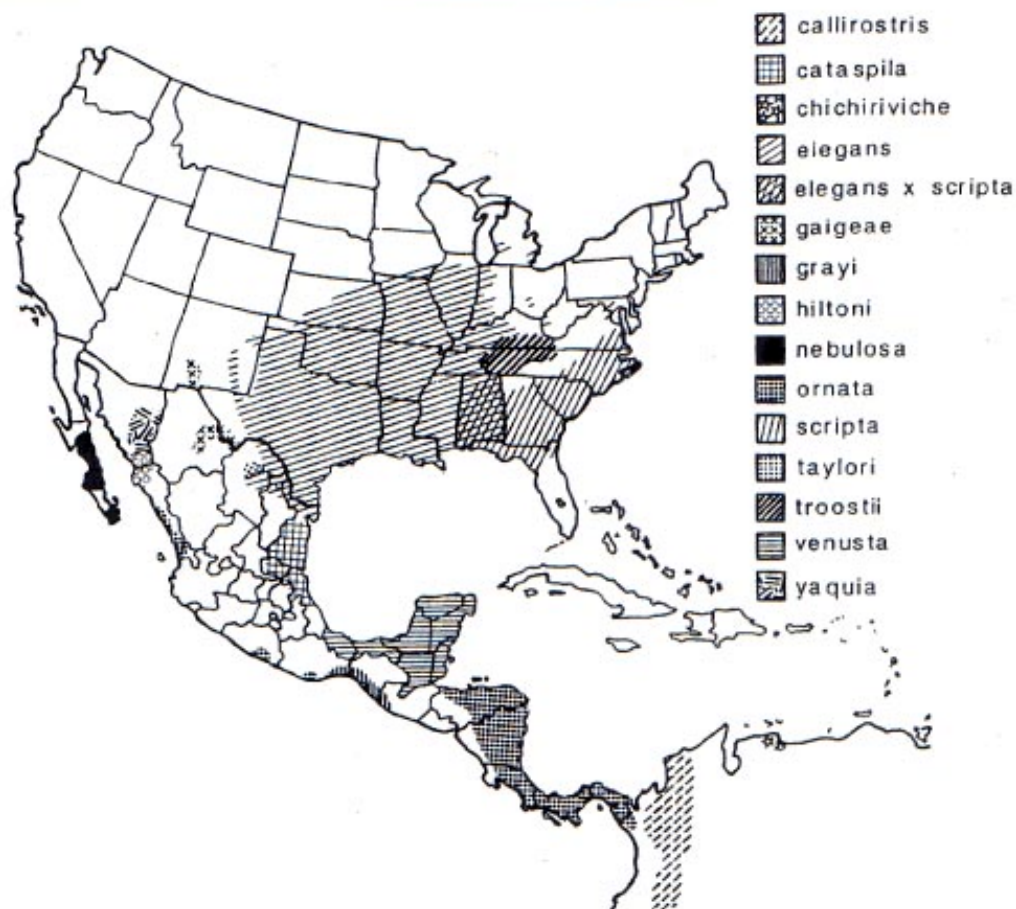 callirostris
cataspila
chichiriviche
elegans
elegans x scripta
gaigeae
grayi
hiltoni
nebulosa
ornata
scripta
taylori
troostii
venusta
yaquia